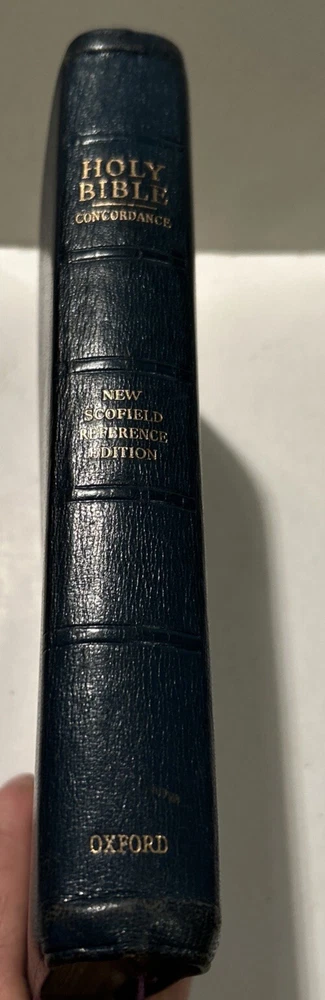 HOLY
BIBLE
CONCORDANCE
NEW
SCOFIELD
REFERENCE
EDITION
OXFORD